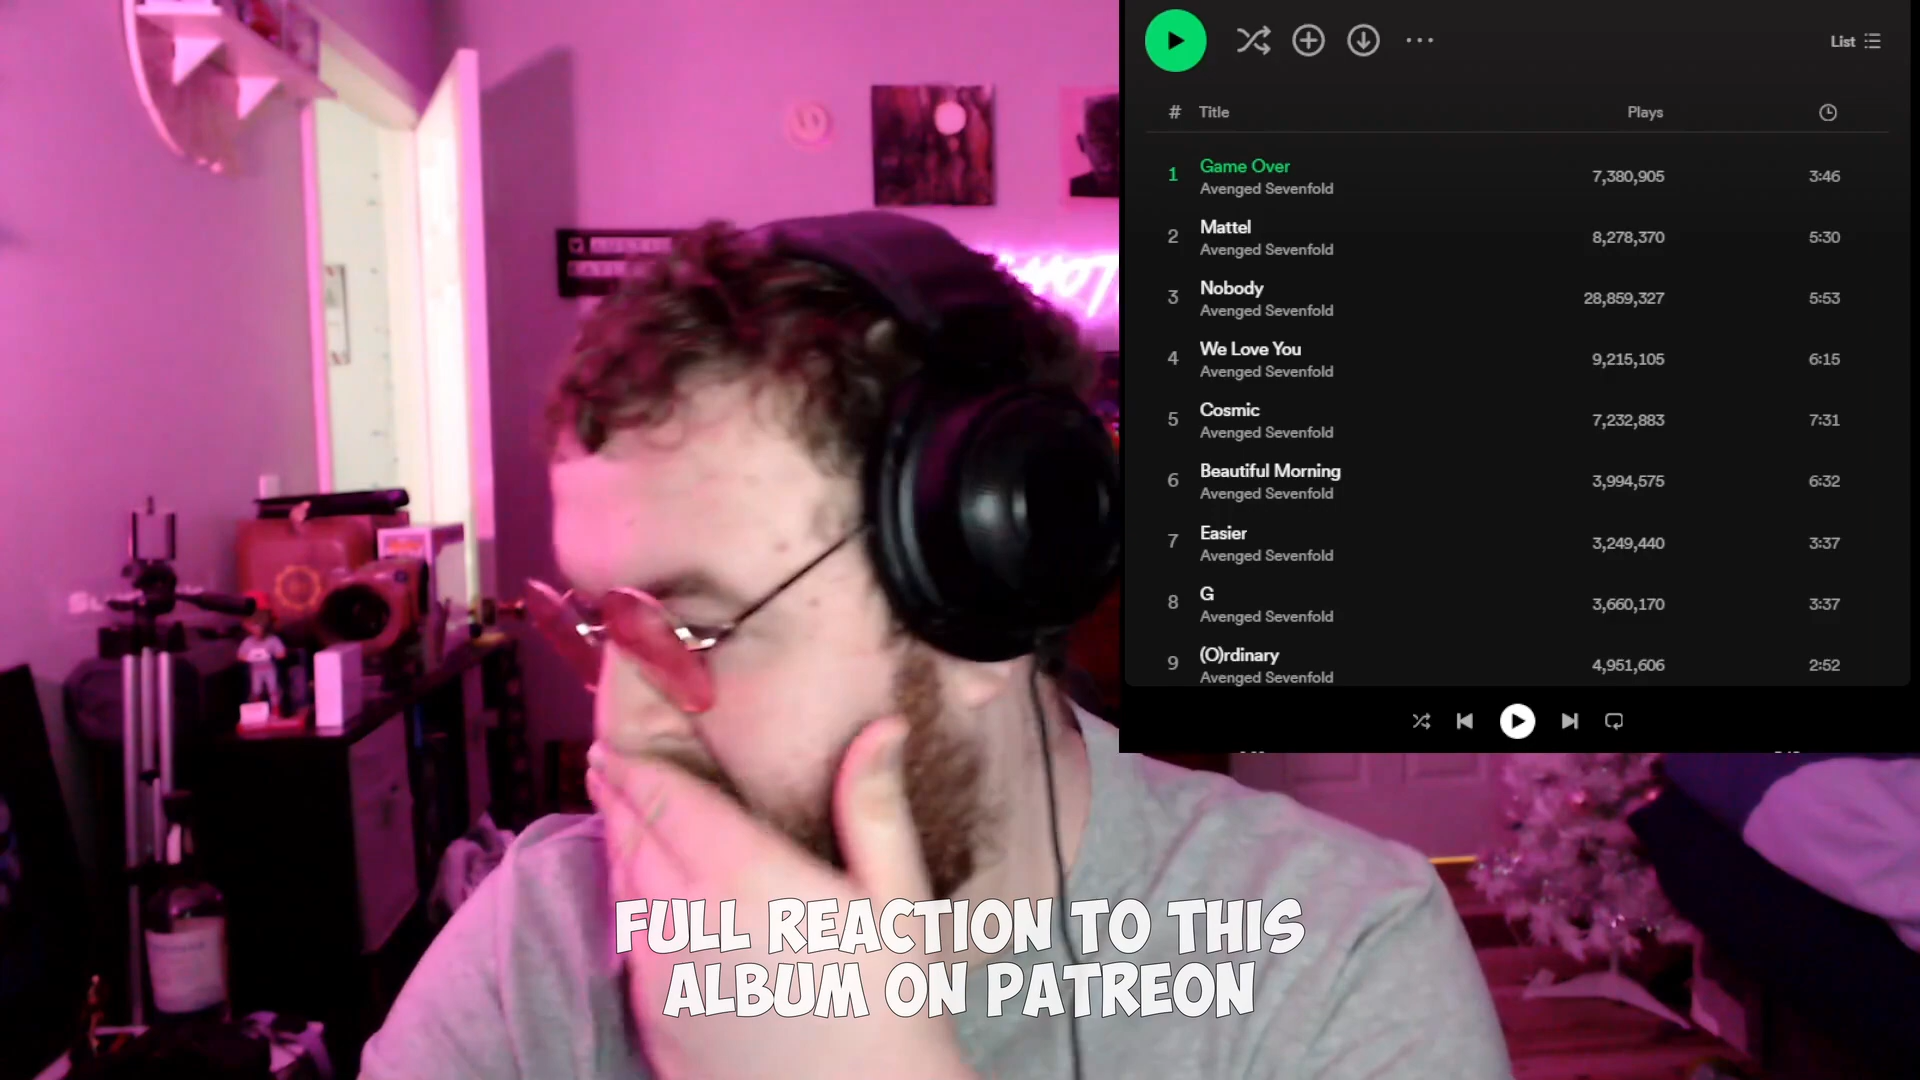 List
# Title Plays
1 Game Over 7,380,905 3:46
Avenged Sevenfold
2 Mattel 8,278,370 5:30
Avenged Sevenfold
3 Nobody 28,859,327 5:53
Avenged Sevenfold
4 We Love You 9,215,105 6:15
Avenged Sevenfold
5 Cosmic 7,232,883 7:31
Avenged Sevenfold
6 Beautiful Morning 3,994,575 6:32
Avenged Sevenfold
7 Easier 3,249,440 3:37
Avenged Sevenfold
8 G 3,660,170 3:37
Avenged Sevenfold
9 (O)rdinary 4,951,606 2:52
Avenged Sevenfold
FULL REACTION TO THIS
ALBUM ON PATREON